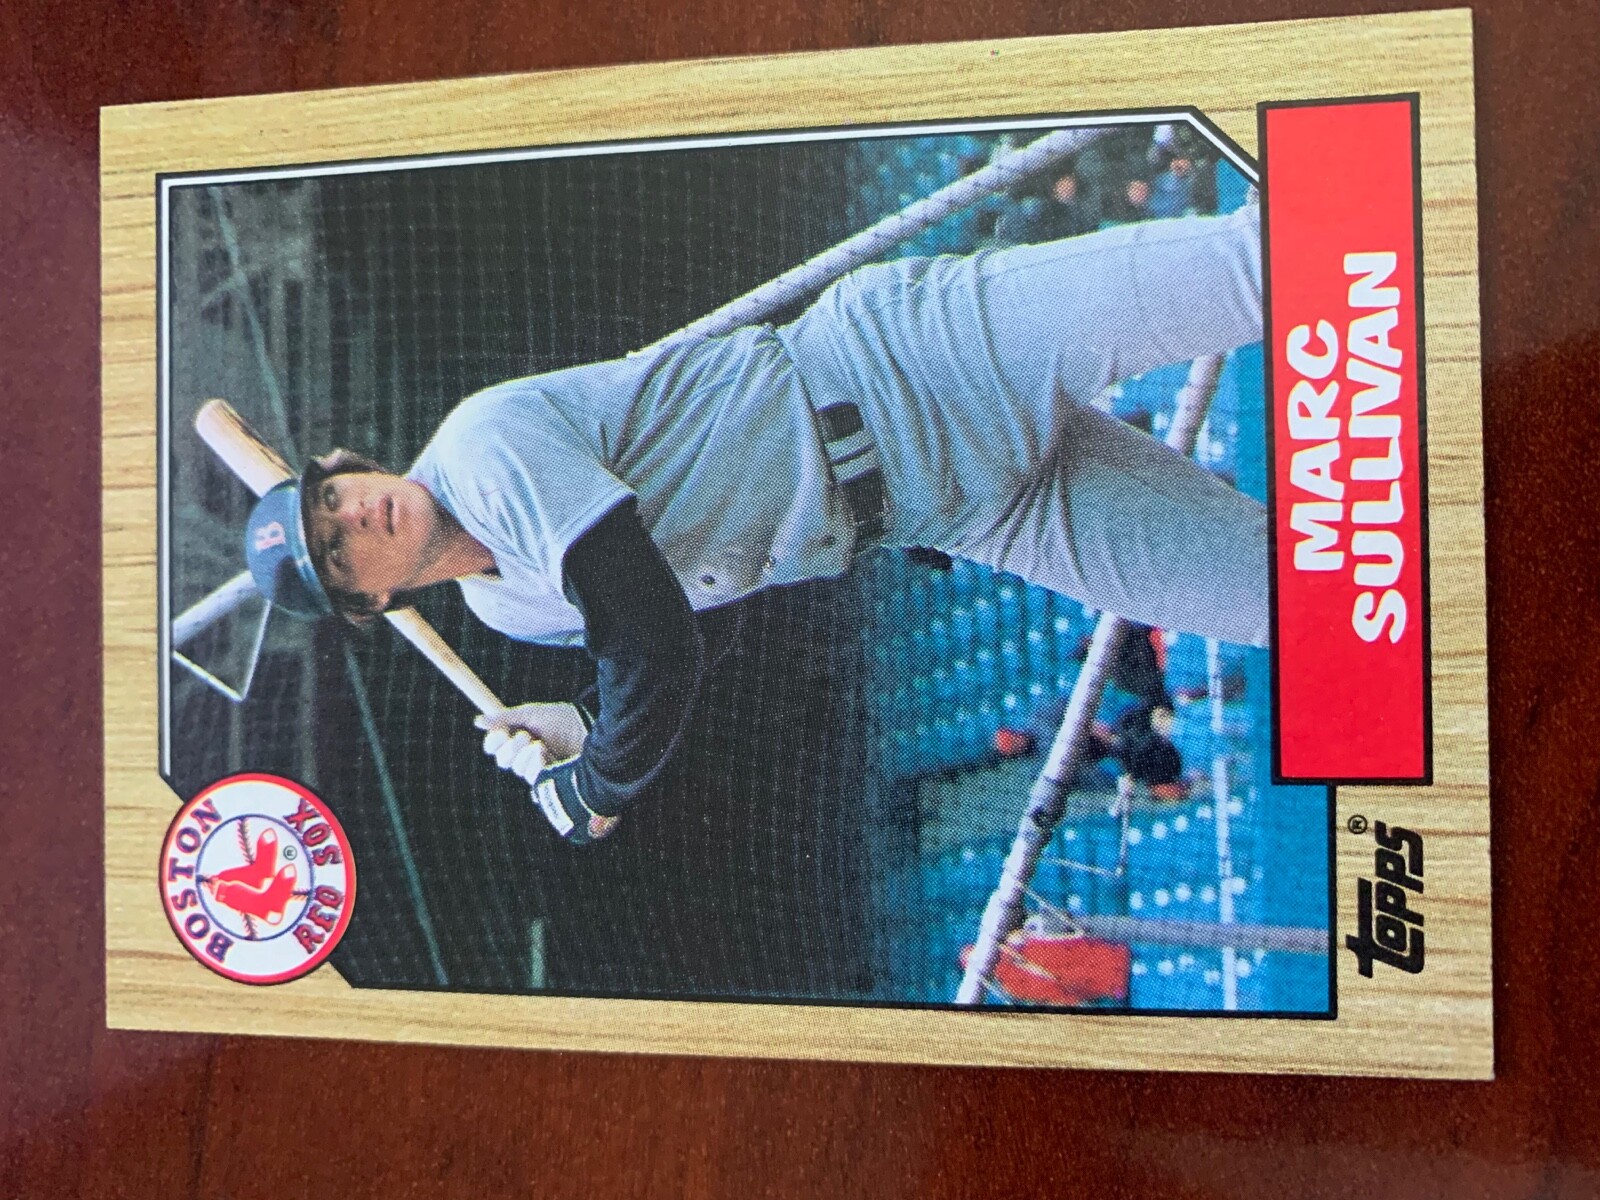 BOSTON
RED SOX
®
B
MARC
SULLIVAN
TOPPS®